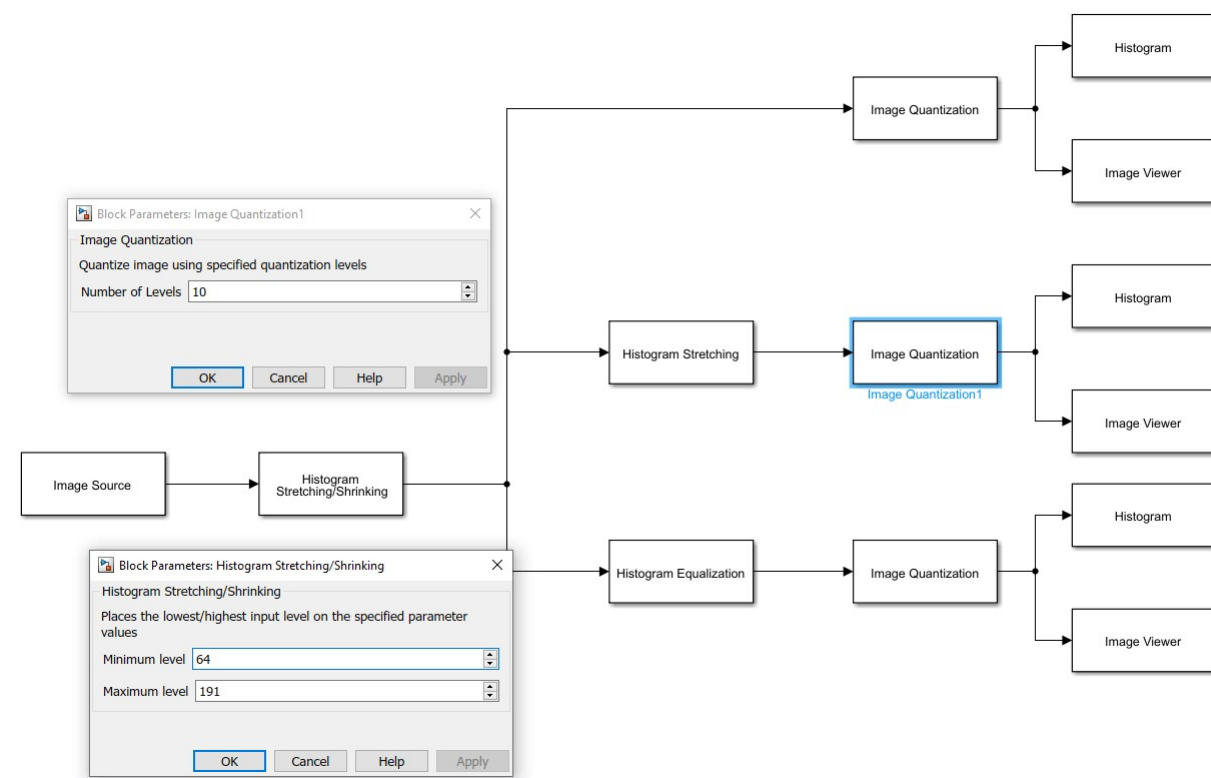 Histogram
Image Quantization
Image Viewer
Block Parameters: Image Quantization1
Image Quantization
Quantize image using specified quantization levels
Number of Levels 10
OK Cancel Help Apply
Histogram
Histogram Stretching
Image Quantization
Image Quantization1
Image Viewer
Image Source
Histogram
Stretching/Shrinking
Histogram
Block Parameters: Histogram Stretching/Shrinking
Histogram Stretching/Shrinking
Places the lowest/highest input level on the specified parameter
values
Minimum level 64
Maximum level 191
OK Cancel Help Apply
Histogram Equalization
Image Quantization
Image Viewer